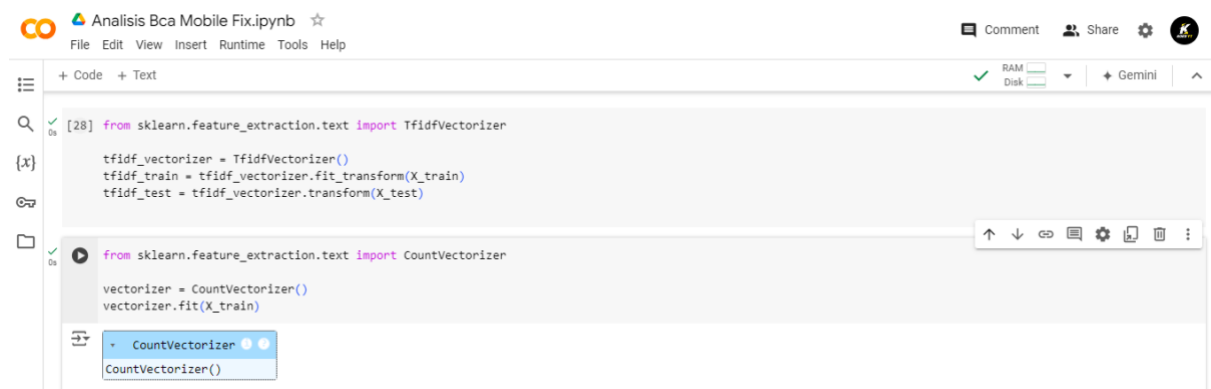 Analisis Bca Mobile Fix.ipynb
File Edit View Insert Runtime Tools Help
Comment Share
+ Code + Text
RAM
Disk
Gemini
[28] from sklearn.feature_extraction.text import TfidfVectorizer
tfidf_vectorizer = TfidfVectorizer()
tfidf_train = tfidf_vectorizer.fit_transform(X_train)
tfidf_test = tfidf_vectorizer.transform(X_test)
0s
{x}
from sklearn.feature_extraction.text import CountVectorizer
vectorizer = CountVectorizer()
vectorizer.fit(X_train)
0s
CountVectorizer
CountVectorizer()